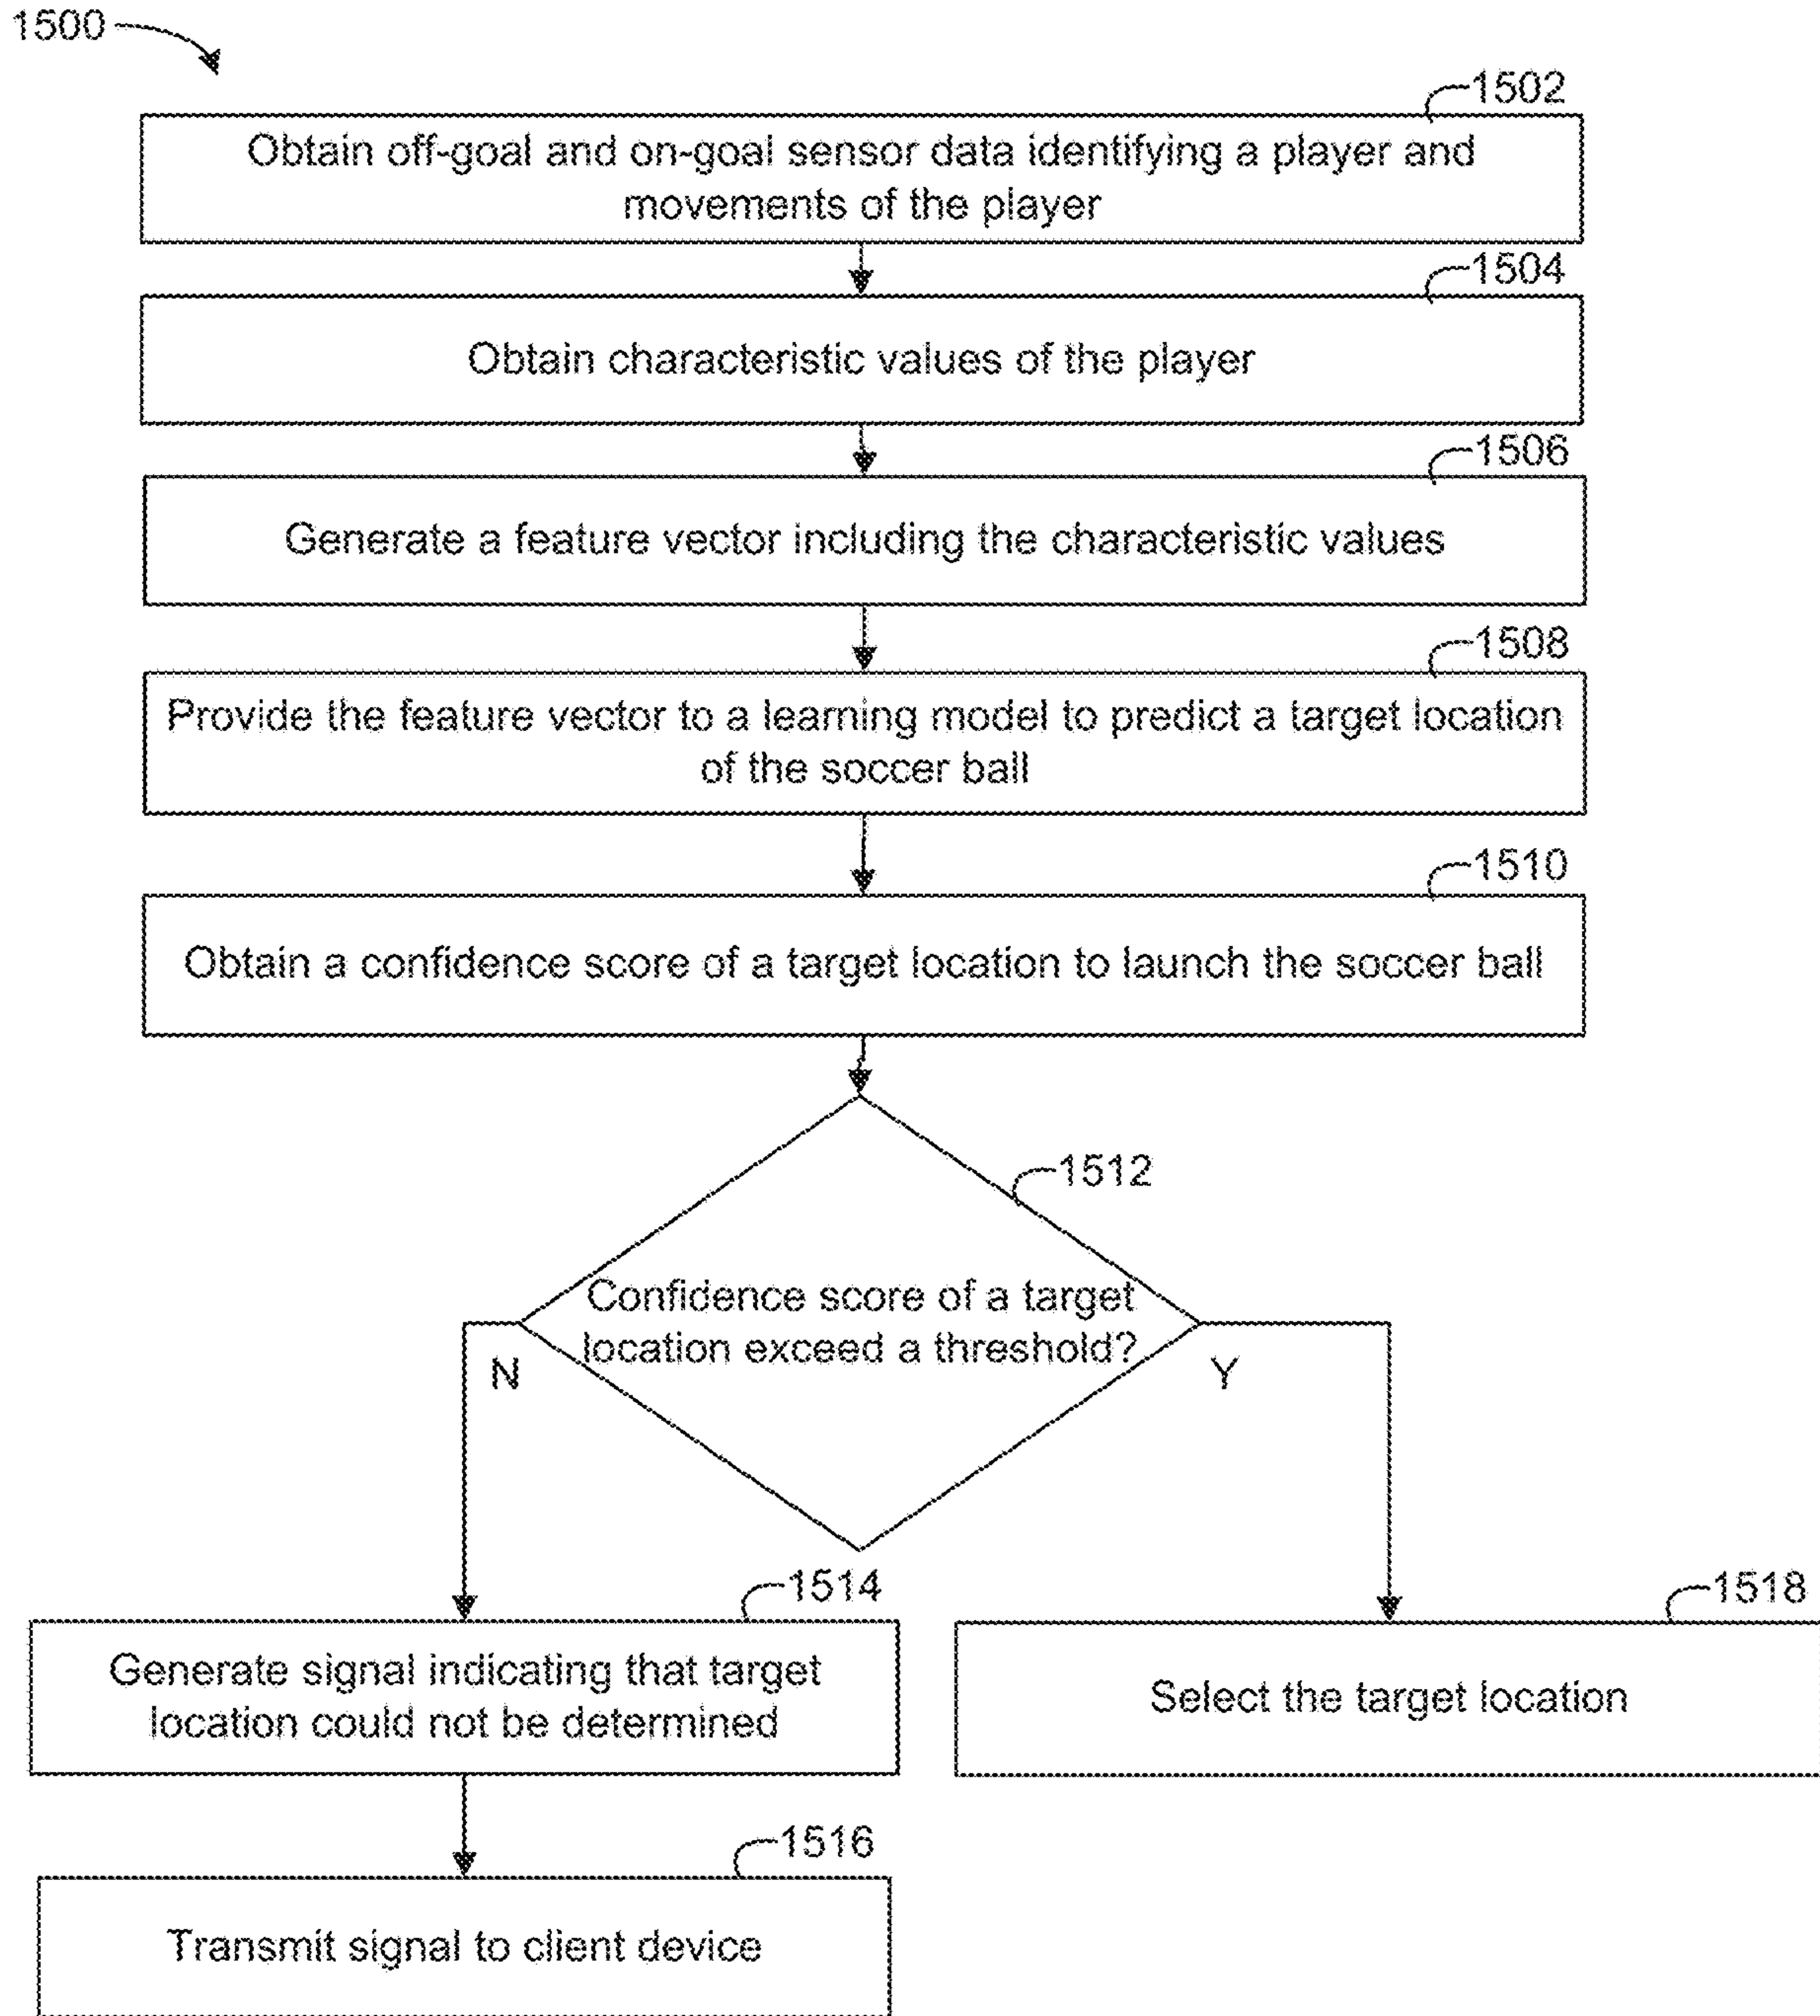 1500
1502
Obtain off-goal and on-goal sensor data identifying a player and
movements of the player
1504
Obtain characteristic values of the player
1506
Generate a feature vector including the characteristic values
1508
Provide the feature vector to a learning model to predict a target location
of the soccer ball
1510
Obtain a confidence score of a target location to launch the soccer ball
1512
Confidence score of a target
location exceed a threshold?
N
Y
1514
Generate signal indicating that target
location could not be determined
1518
Select the target location
1516
Transmit signal to client device